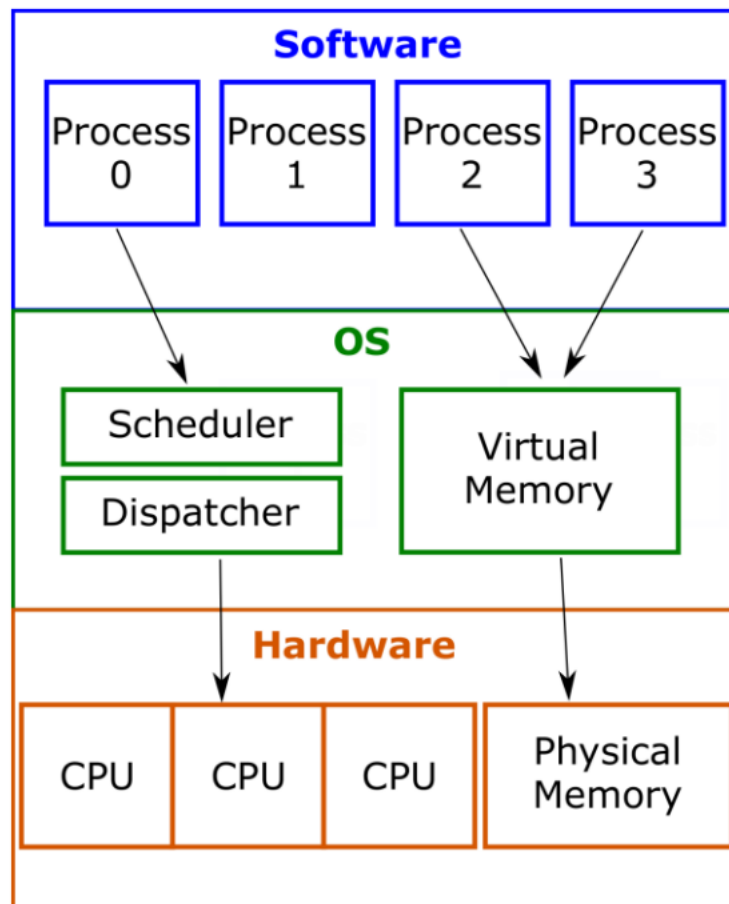 Software
Process
0
Process
1
Process
2
Process
3
OS
Scheduler
Dispatcher
Virtual
Memory
Hardware
CPU
CPU
CPU
Physical
Memory